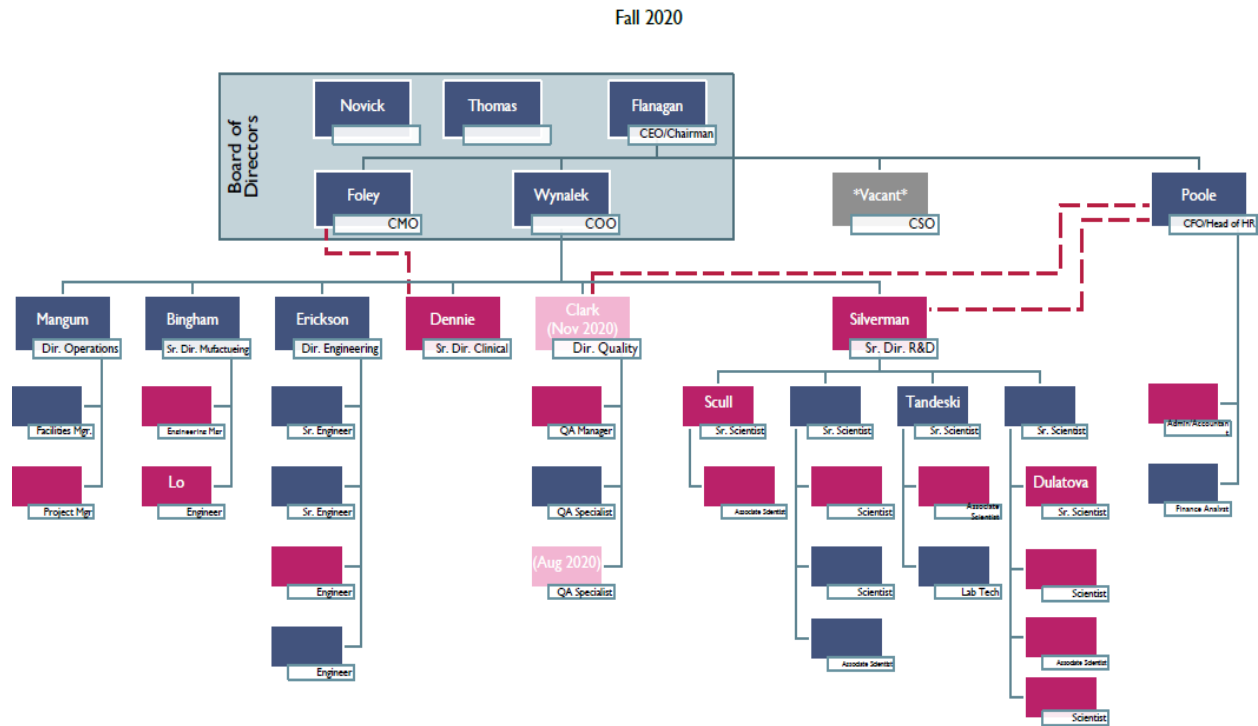 Fall 2020
Board of
Directors
Novick
Thomas
Flanagan
CEO/Chairman
Foley
CMO
Wynalek
COO
*Vacant*
CSO
Poole
CFO/Head of HR
Mangum
Dir. Operations
Bingham
Sr. Dir. Mufactueing
Erickson
Dir. Engineering
Dennie
Sr. Dir. Clinical
Clark
(Nov 2020)
Dir. Quality
Silverman
Sr. Dir. R&D
Facilities Mgr.
Engineering Mgr
Sr. Engineer
QA Manager
Scull
Sr. Scientist
Sr. Scientist
Tandeski
Sr. Scientist
Sr. Scientist
Admin/Accountan
t
Project Mgr
Lo
Engineer
Sr. Engineer
QA Specialist
Associate Scientist
Scientist
Associate
Scientist
Dulatova
Sr. Scientist
Finance Analyst
Engineer
(Aug 2020)
QA Specialist
Scientist
Lab Tech
Scientist
Engineer
Associate Scientist
Associate Scientist
Scientist